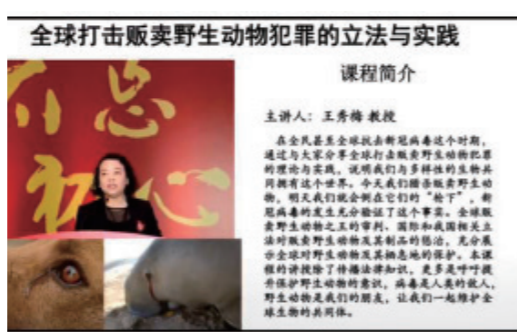 全球打击贩卖野生动物犯罪的立法与实践
课程简介
主讲人：王秀梅 教授
在全民甚至全球抗击新冠病毒这个时期，
通过与大家分享全球打击贩卖野生动物犯罪
的理论与实践，说明我们与多样性的生物共
同拥有这个世界。今天我们猎击贩卖野生动
物，明天我们就会倒在它们的“枪下”，新
冠病毒的发生充分验证了这个事实。全球贩
卖野生动物之王的审判、国际和我国相关立
法对贩卖野生动物及其制品的惩治，充分展
示全球对野生动物及其栖息地的保护。本课
程的讲授除了传播法律知识，更多是呼吁提
升保护野生动物的意识，病毒是人类的敌人，
野生动物是我们的朋友，让我们一起维护全
球生物的共同体。
初心